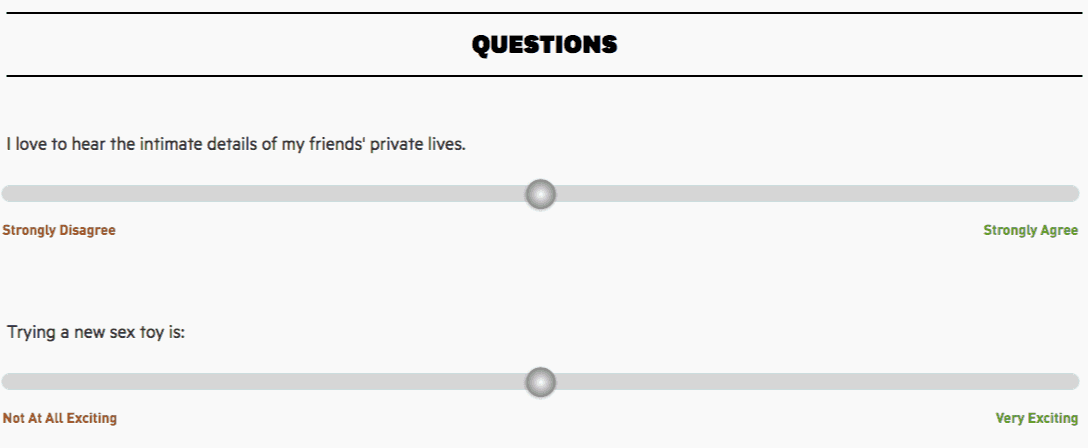 QUESTIONS
I love to hear the intimate details of my friends' private lives.
Strongly Disagree
Strongly Agree
Trying a new sex toy is:
Not At All Exciting
Very Exciting